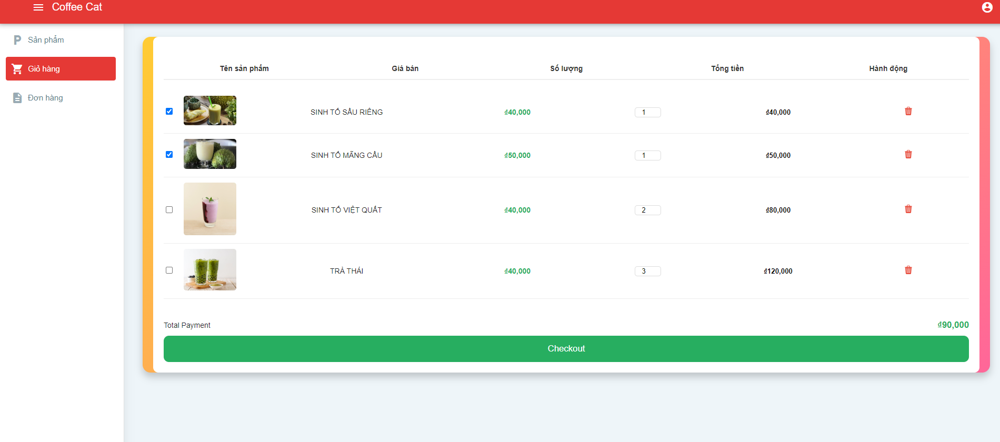 Coffee Cat
Sản phẩm
Giỏ hàng
Đơn hàng
Tên sản phẩm Giá bán Số lượng Tổng tiền Hành động
SINH TỐ SẦU RIÊNG ₫40,000 1 ₫40,000
SINH TỐ MÃNG CẦU ₫50,000 1 ₫50,000
SINH TỐ VIỆT QUẤT ₫40,000 2 ₫80,000
TRÀ THÁI ₫40,000 3 ₫120,000
Total Payment ₫90,000
Checkout